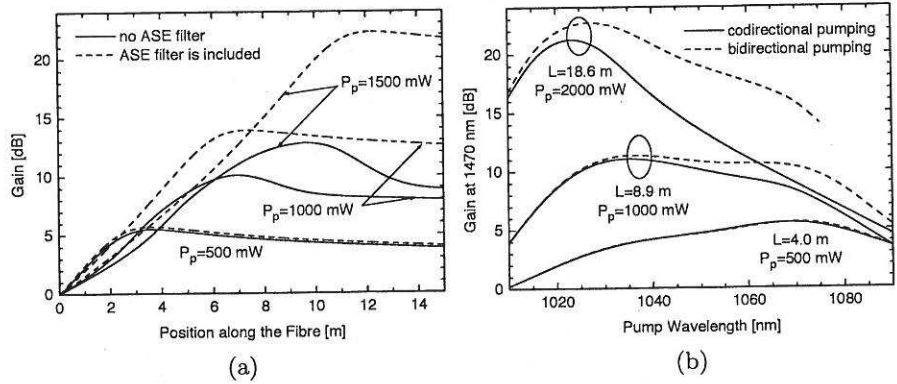 no ASE filter
ASE filter is included
P_p=1500 mW
P_p=1000 mW
P_p=500 mW
Gain [dB]
20
15
10
5
0
0
2
4
6
8
10
12
14
Position along the Fibre [m]
(a)
codirectional pumping
bidirectional pumping
L=18.6 m
P_p=2000 mW
L=8.9 m
P_p=1000 mW
L=4.0 m
P_p=500 mW
Gain at 1470 nm [dB]
20
15
10
5
0
1020
1040
1060
1080
Pump Wavelength [nm]
(b)